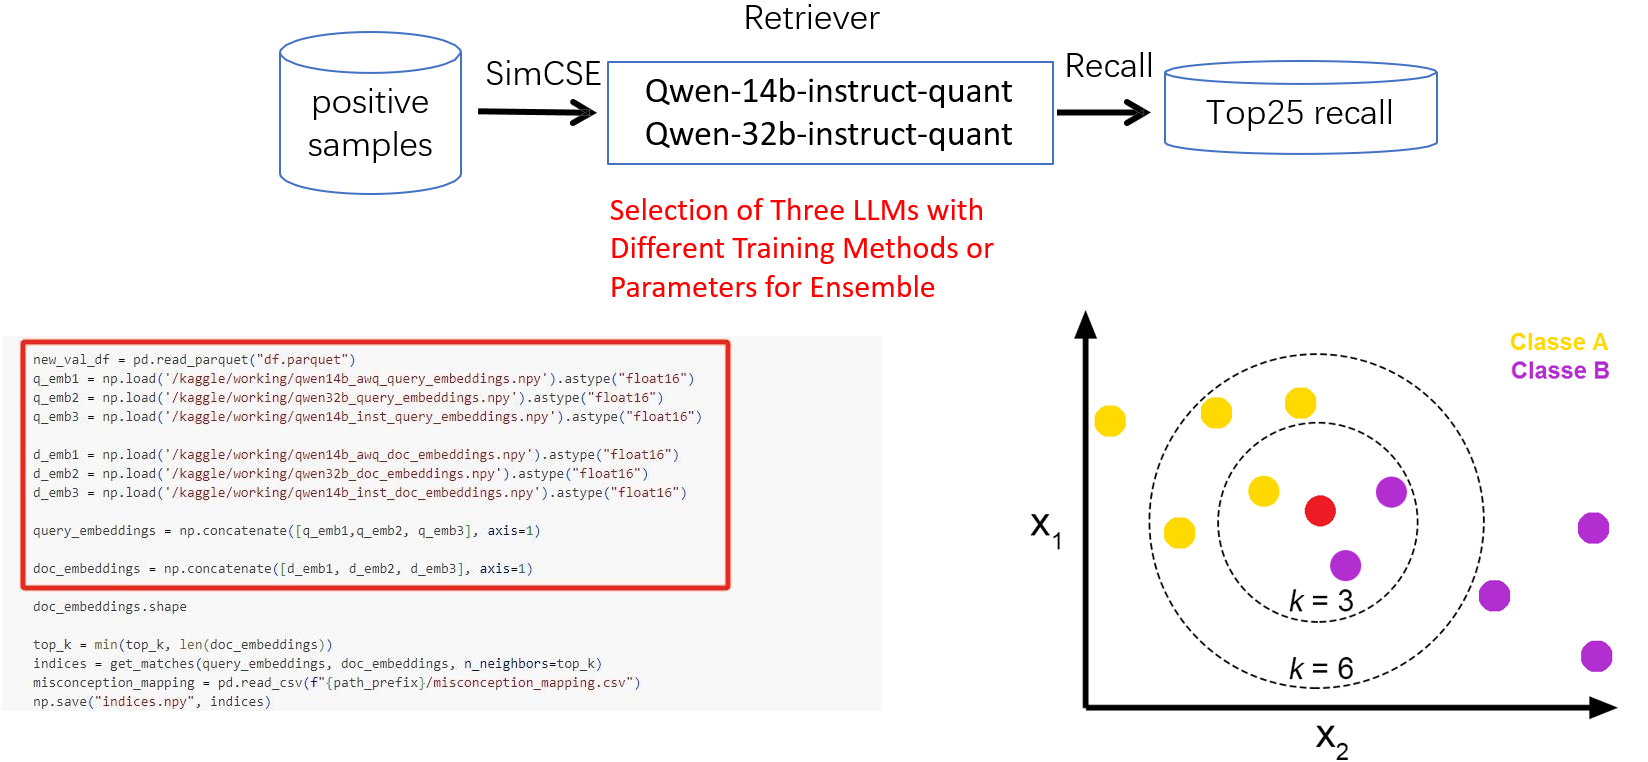 Retriever
positive
samples
SimCSE
Qwen-14b-instruct-quant
Qwen-32b-instruct-quant
Recall
Top25 recall
Selection of Three LLMs with
Different Training Methods or
Parameters for Ensemble
new_val_df = pd.read_parquet("df.parquet")
q_emb1 = np.load('/kaggle/working/qwen14b_awq_query_embeddings.npy').astype("float16")
q_emb2 = np.load('/kaggle/working/qwen32b_query_embeddings.npy').astype("float16")
q_emb3 = np.load('/kaggle/working/qwen14b_inst_query_embeddings.npy').astype("float16")
d_emb1 = np.load('/kaggle/working/qwen14b_awq_doc_embeddings.npy').astype("float16")
d_emb2 = np.load('/kaggle/working/qwen32b_doc_embeddings.npy').astype("float16")
d_emb3 = np.load('/kaggle/working/qwen14b_inst_doc_embeddings.npy').astype("float16")
query_embeddings = np.concatenate([q_emb1,q_emb2, q_emb3], axis=1)
doc_embeddings = np.concatenate([d_emb1, d_emb2, d_emb3], axis=1)
doc_embeddings.shape
top_k = min(top_k, len(doc_embeddings))
indices = get_matches(query_embeddings, doc_embeddings, n_neighbors=top_k)
misconception_mapping = pd.read_csv(f"{path_prefix}/misconception_mapping.csv")
np.save("indices.npy", indices)
Classe A
Classe B
X1
k = 3
k = 6
X2